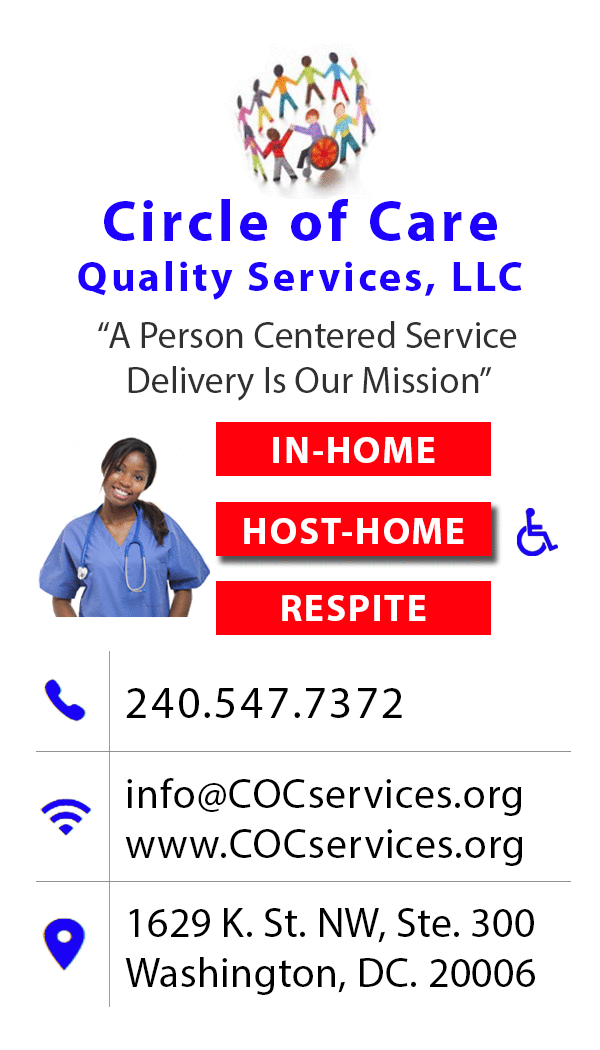 Circle of Care
Quality Services, LLC
“A Person Centered Service
Delivery Is Our Mission”
IN-HOME
HOST-HOME
RESPITE
240.547.7372
info@COCservices.org
www.COCservices.org
1629 K. St. NW, Ste. 300
Washington, DC. 20006